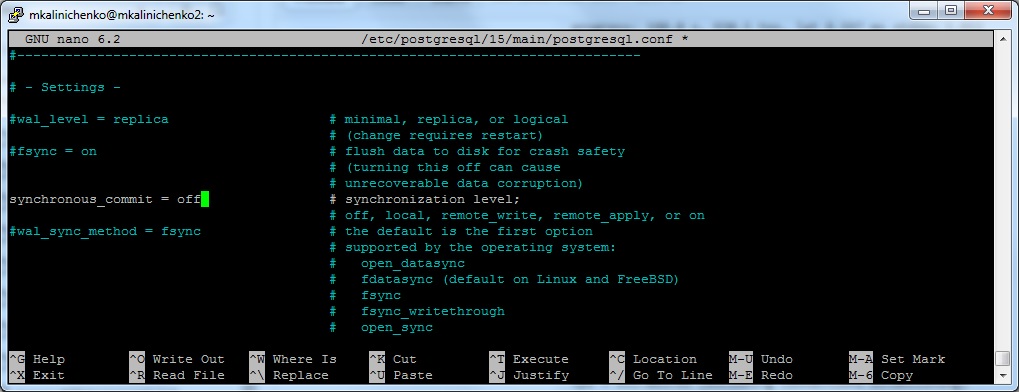 mkalinichenko@mkalinichenko2: ~
GNU nano 6.2 /etc/postgresql/15/main/postgresql.conf *
#------------------------------------------------------------------------------
# - Settings -
#wal_level = replica # minimal, replica, or logical
# (change requires restart)
#fsync = on # flush data to disk for crash safety
# (turning this off can cause
# unrecoverable data corruption)
synchronous_commit = off # synchronization level;
# off, local, remote_write, remote_apply, or on
#wal_sync_method = fsync # the default is the first option
# supported by the operating system:
# open_datasync
# fdatasync (default on Linux and FreeBSD)
# fsync
# fsync_writethrough
# open_sync
^G Help ^O Write Out ^W Where Is ^K Cut ^T Execute ^C Location M-U Undo M-A Set Mark
^X Exit ^R Read File ^\ Replace ^U Paste ^J Justify ^/ Go To Line M-E Redo M-6 Copy